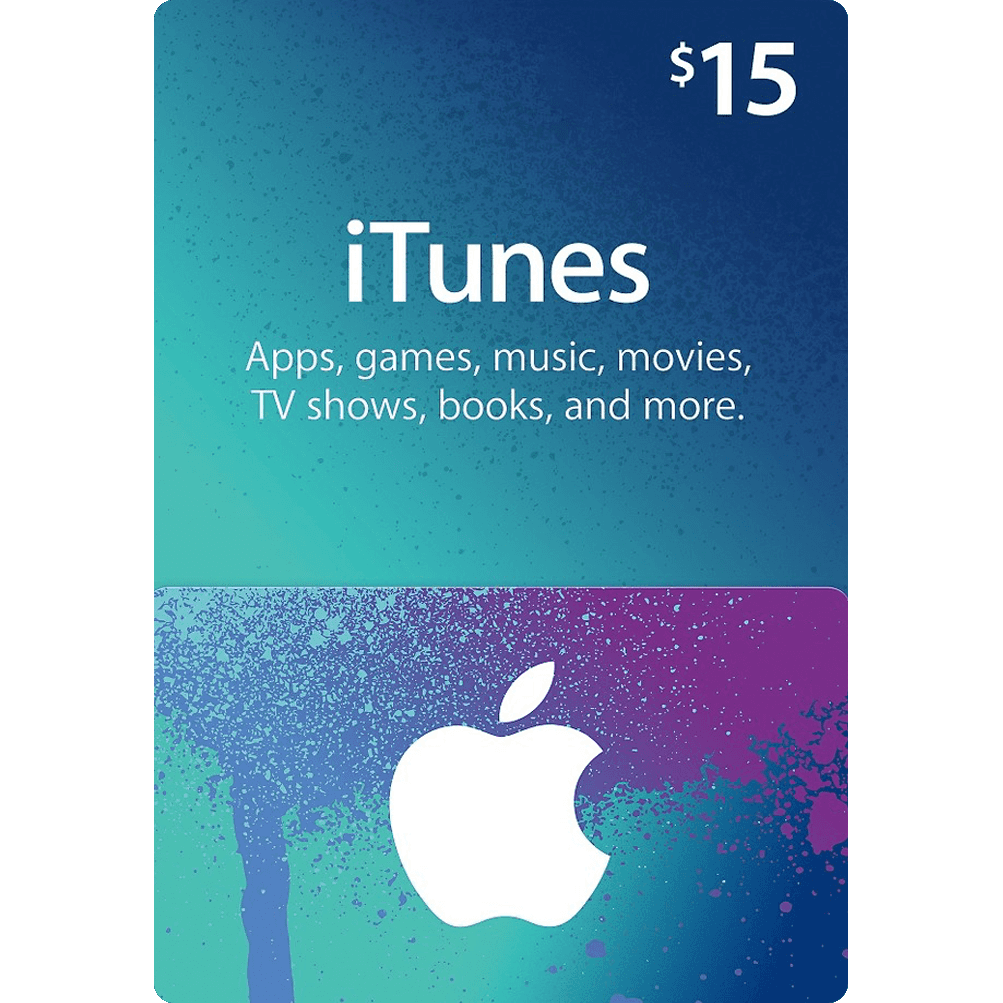 $15
iTunes
Apps, games, music, movies,
TV shows, books, and more.